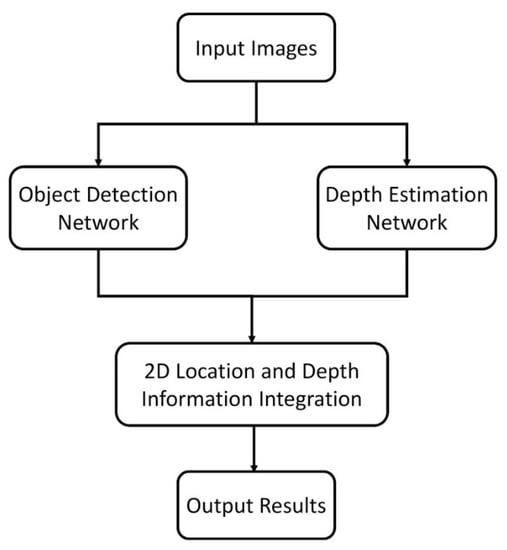 Input Images
Object Detection
Network
Depth Estimation
Network
2D Location and Depth
Information Integration
Output Results